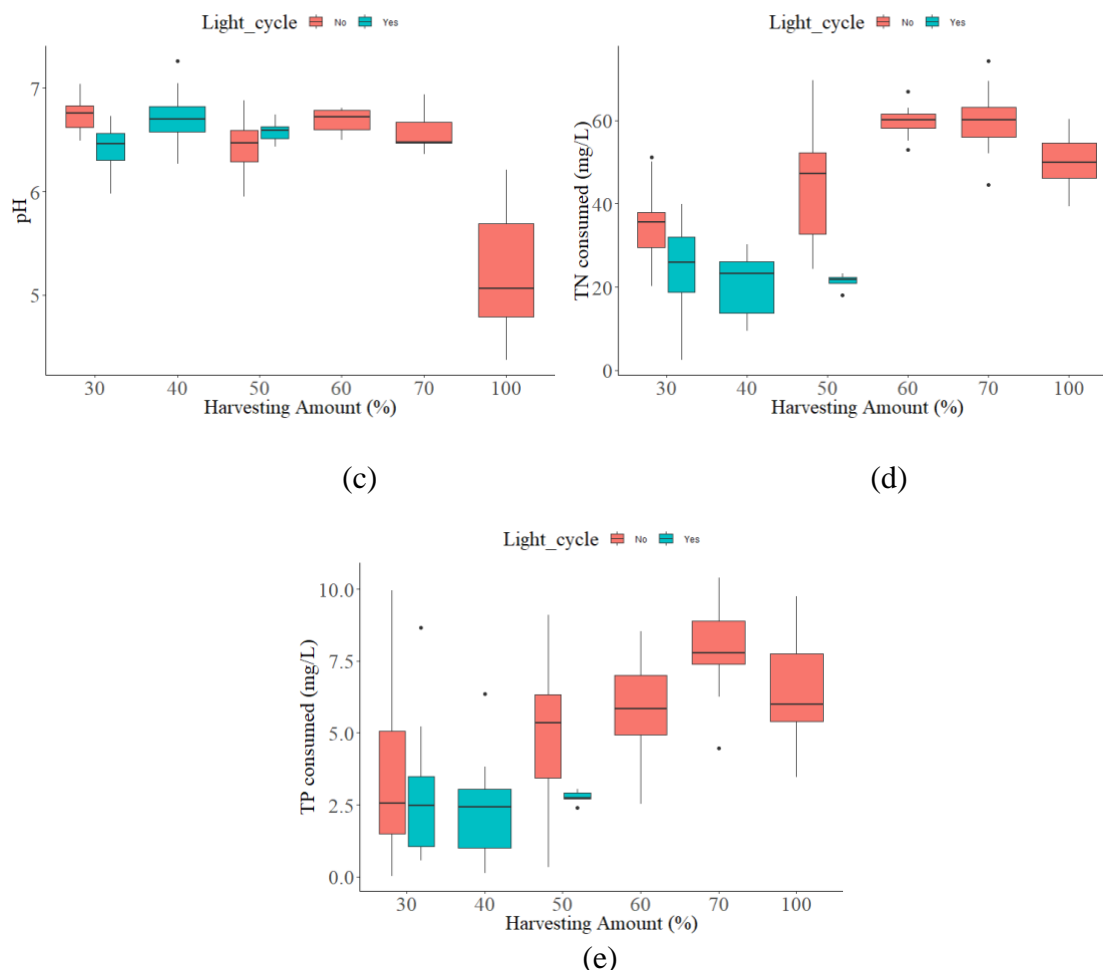 Light_cycle No Yes
7
6
5
pH
30 40 50 60 70 100
Harvesting Amount (%)
(c)
Light_cycle No Yes
60
40
20
0
TN consumed (mg/L)
30 40 50 60 70 100
Harvesting Amount (%)
(d)
Light_cycle No Yes
10.0
7.5
5.0
2.5
0.0
TP consumed (mg/L)
30 40 50 60 70 100
Harvesting Amount (%)
(e)